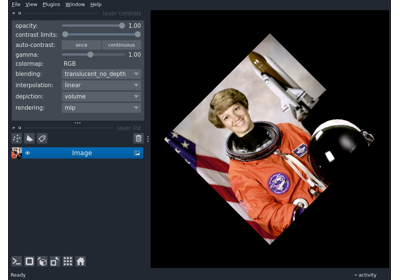 File View Plugins Window Help
layer controls
opacity: 1.00
contrast limits:
auto-contrast: once continuous
gamma: 1.00
colormap: RGB
blending: translucent_no_depth
interpolation: linear
depiction: volume
rendering: mip
layer list
Image
Ready activity